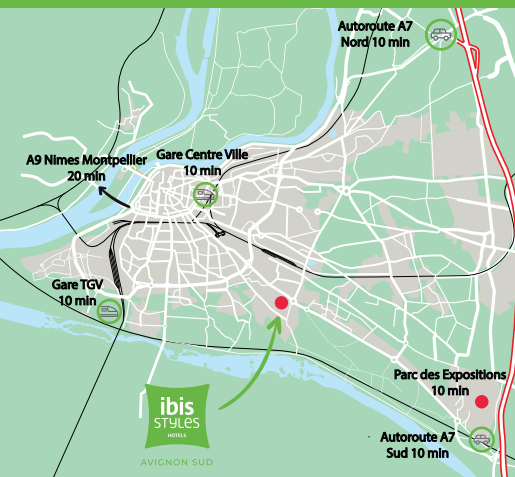 Autoroute A7
Nord 10 min
A9 Nimes Montpellier
20 min
Gare Centre Ville
10 min
Gare TGV
10 min
Parc des Expositions
10 min
ibis
STYLES
HOTELS
AVIGNON SUD
Autoroute A7
Sud 10 min